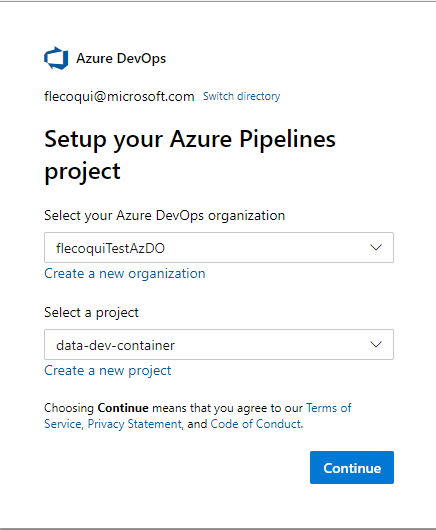 Azure DevOps
flecoqui@microsoft.com Switch directory
Setup your Azure Pipelines
project
Select your Azure DevOps organization
flecoquiTestAzDO
Create a new organization
Select a project
data-dev-container
Create a new project
Choosing Continue means that you agree to our Terms of
Service, Privacy Statement, and Code of Conduct.
Continue